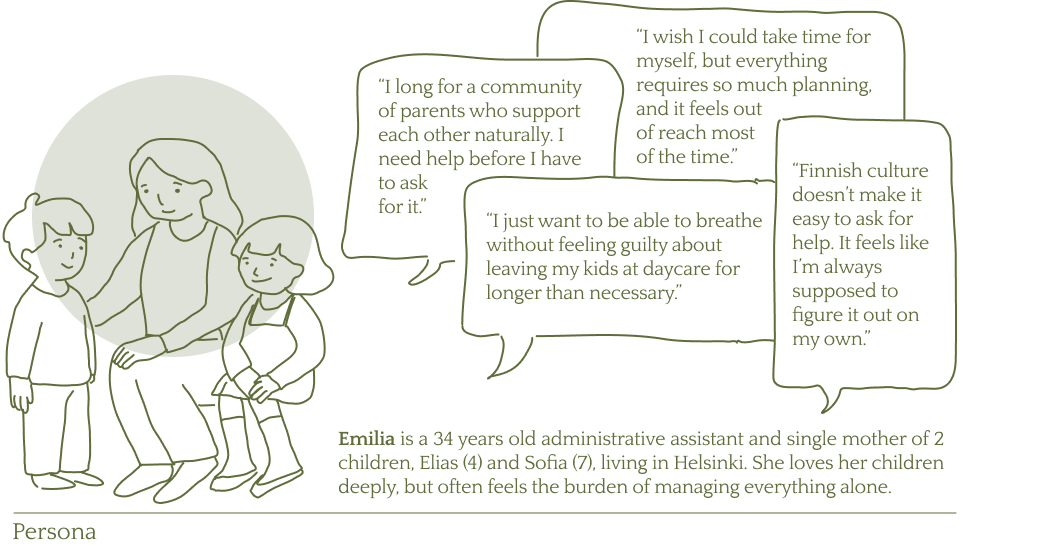 “I long for a community
of parents who support
each other naturally. I
need help before I have
to ask
for it.”
“I wish I could take time for
myself, but everything
requires so much planning,
and it feels out
of reach most
of the time.”
“I just want to be able to breathe
without feeling guilty about
leaving my kids at daycare for
longer than necessary.”
“Finnish culture
doesn’t make it
easy to ask for
help. It feels like
I’m always
supposed to
figure it out on
my own.”
Emilia is a 34 years old administrative assistant and single mother of 2
children, Elias (4) and Sofia (7), living in Helsinki. She loves her children
deeply, but often feels the burden of managing everything alone.
Persona